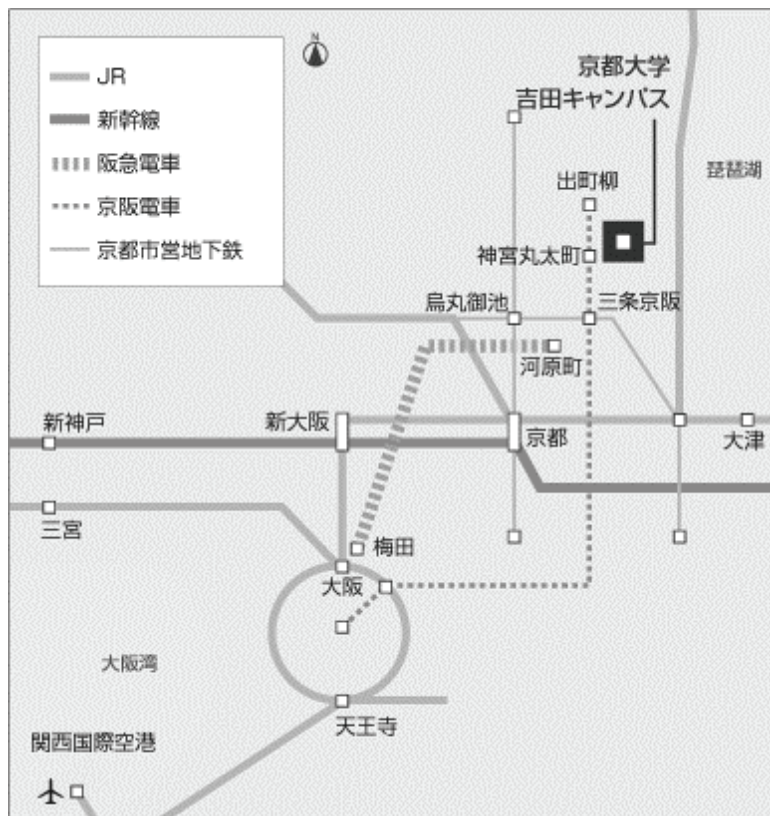 N
JR
新幹線
阪急電車
京阪電車
京都市営地下鉄
京都大学
吉田キャンパス
琵琶湖
出町柳
神宮丸太町
烏丸御池
三条京阪
河原町
新神戸
新大阪
京都
大津
三宮
梅田
大阪
大阪湾
天王寺
関西国際空港